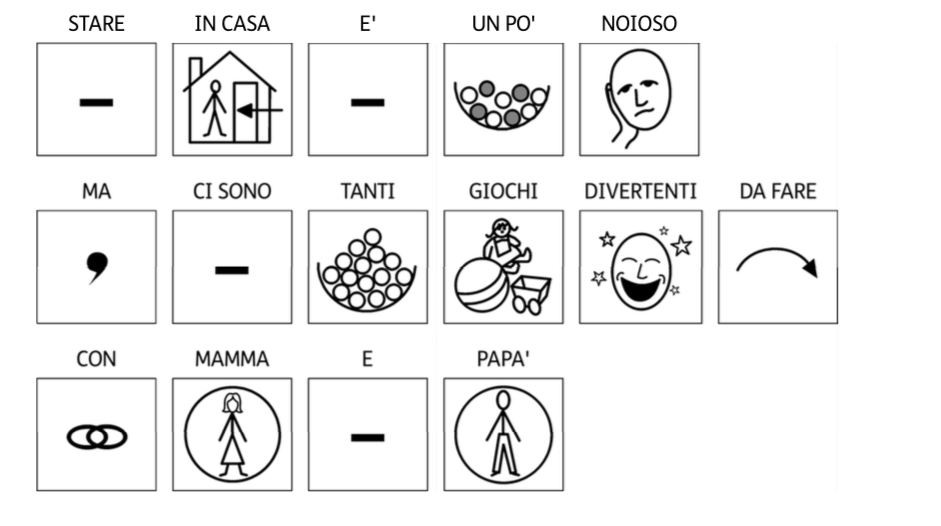 STARE IN CASA E' UN PO' NOIOSO
MA CI SONO TANTI GIOCHI DIVERTENTI DA FARE
CON MAMMA E PAPA'